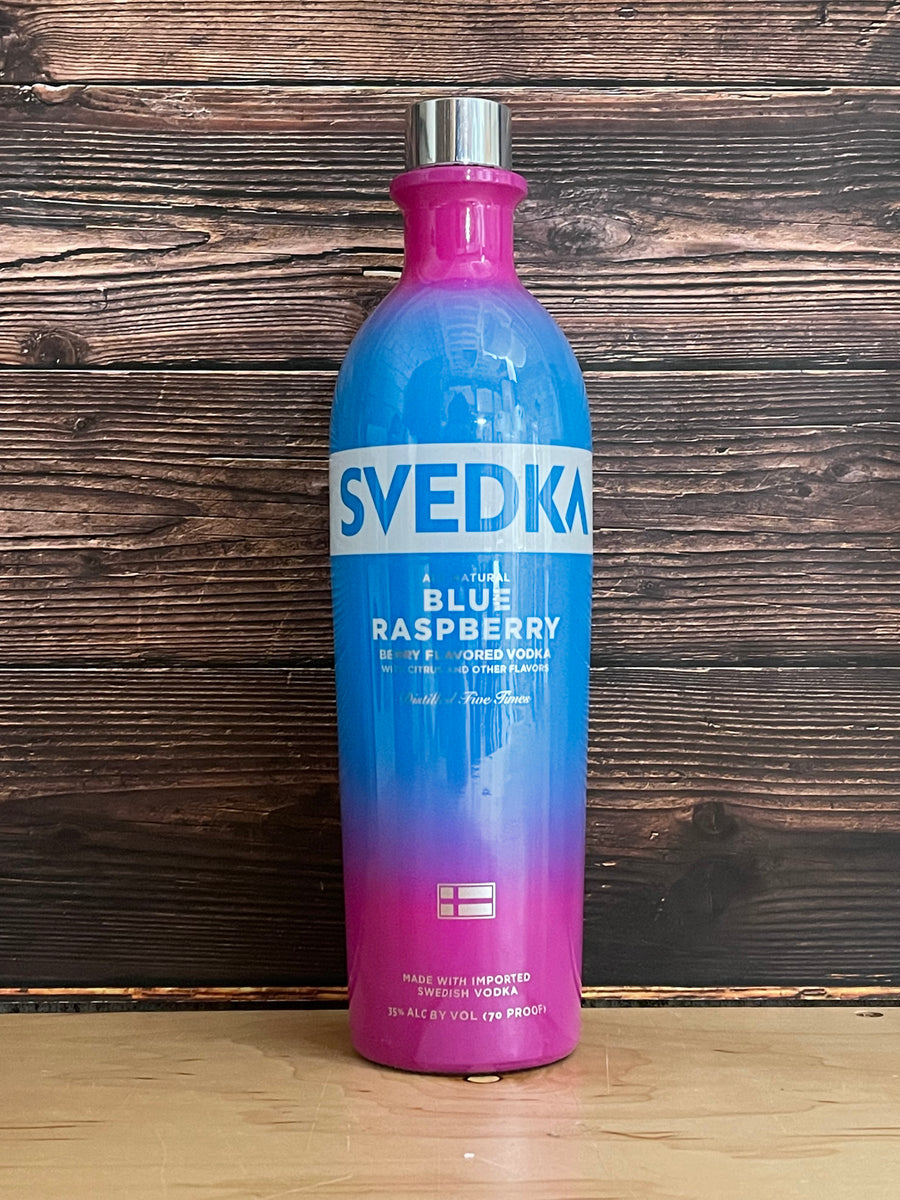 SVEDKA
ALL NATURAL
BLUE
RASPBERRY
BERRY FLAVORED VODKA
WITH CITRUS AND OTHER FLAVORS
Distilled Five Times
MADE WITH IMPORTED
SWEDISH VODKA
35% ALC BY VOL (70 PROOF)